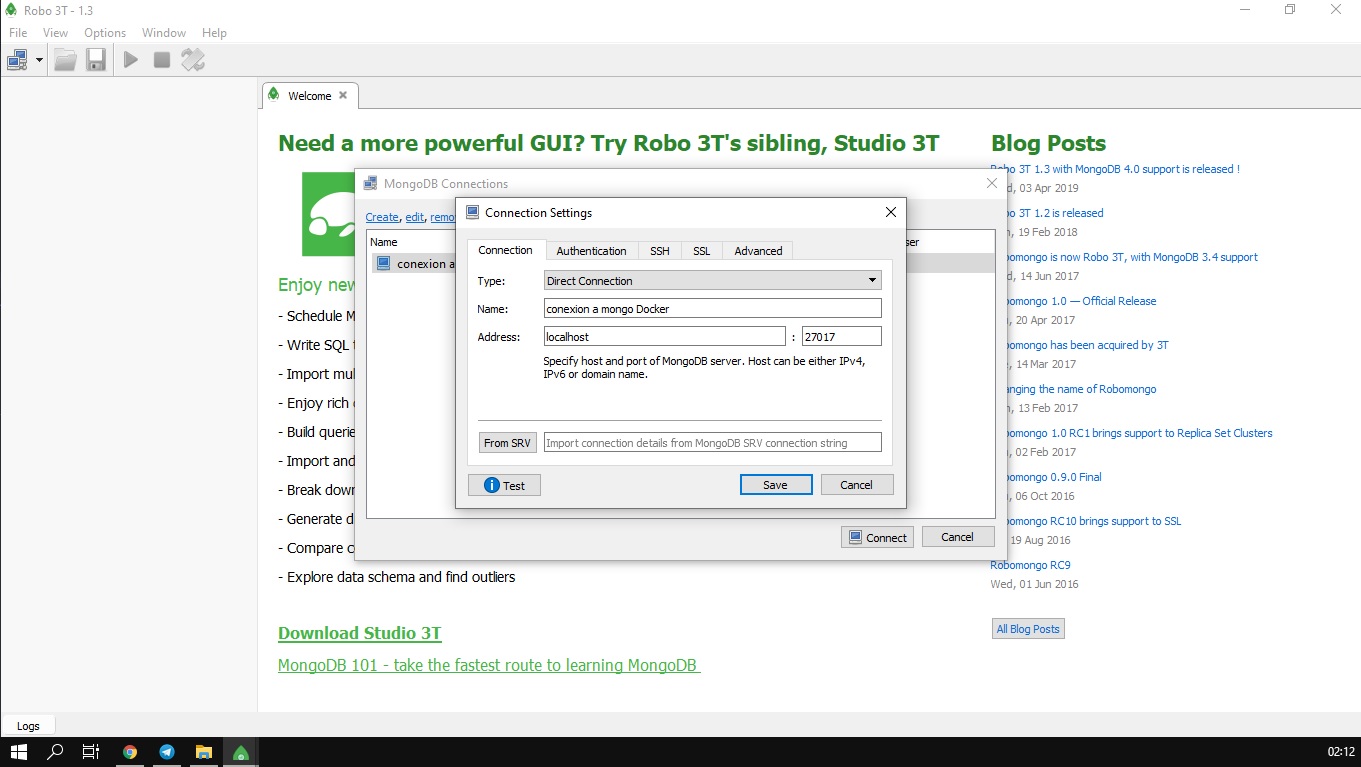 Robo 3T - 1.3
File View Options Window Help
Welcome
Need a more powerful GUI? Try Robo 3T's sibling, Studio 3T
Enjoy new
- Schedule M
- Write SQL
- Import mul
- Enjoy rich
- Build querie
- Import and
- Break down
- Generate d
- Compare c
- Explore data schema and find outliers
Download Studio 3T
MongoDB 101 - take the fastest route to learning MongoDB
MongoDB Connections
Create, edit, remo
Name
ser
conexion a
Connect
Cancel
Connection Settings
Connection Authentication SSH SSL Advanced
Type: Direct Connection
Name: conexion a mongo Docker
Address: localhost : 27017
Specify host and port of MongoDB server. Host can be either IPv4,
IPv6 or domain name.
From SRV Import connection details from MongoDB SRV connection string
Test Save Cancel
Blog Posts
Robo 3T 1.3 with MongoDB 4.0 support is released !
d, 03 Apr 2019
bo 3T 1.2 is released
n, 19 Feb 2018
omongo is now Robo 3T, with MongoDB 3.4 support
d, 14 Jun 2017
omongo 1.0 — Official Release
20 Apr 2017
omongo has been acquired by 3T
14 Mar 2017
anging the name of Robomongo
n, 13 Feb 2017
omongo 1.0 RC1 brings support to Replica Set Clusters
02 Feb 2017
omongo 0.9.0 Final
06 Oct 2016
omongo RC10 brings support to SSL
19 Aug 2016
Robomongo RC9
Wed, 01 Jun 2016
All Blog Posts
Logs
02:12